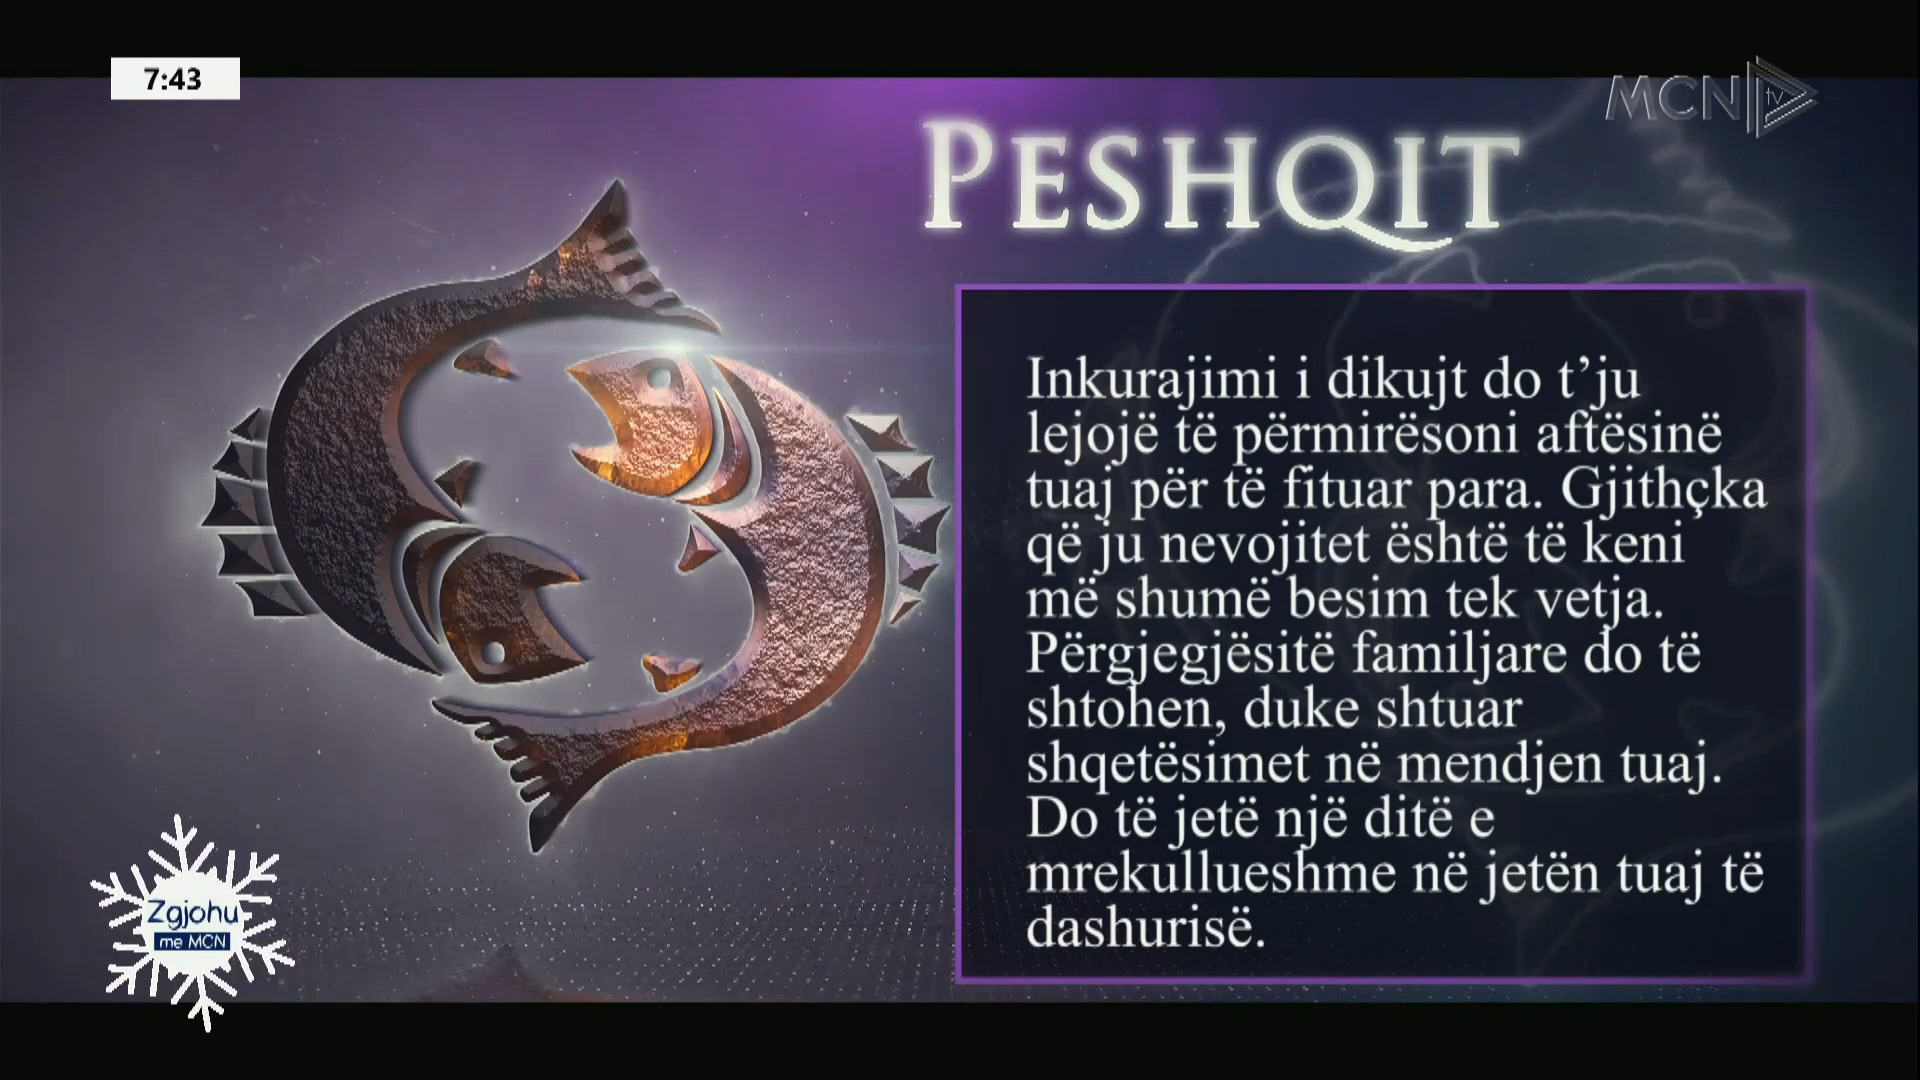 7:43
MCN tv
PESHQIT
Inkurajimi i dikujt do t’ju
lejojë të përmirësoni aftësinë
tuaj për të fituar para. Gjithçka
që ju nevojitet është të keni
më shumë besim tek vetja.
Përgjegjësitë familjare do të
shtohen, duke shtuar
shqetësimet në mendjen tuaj.
Do të jetë një ditë e
mrekullueshme në jetën tuaj të
dashurisë.
Zgjohu
me MCN